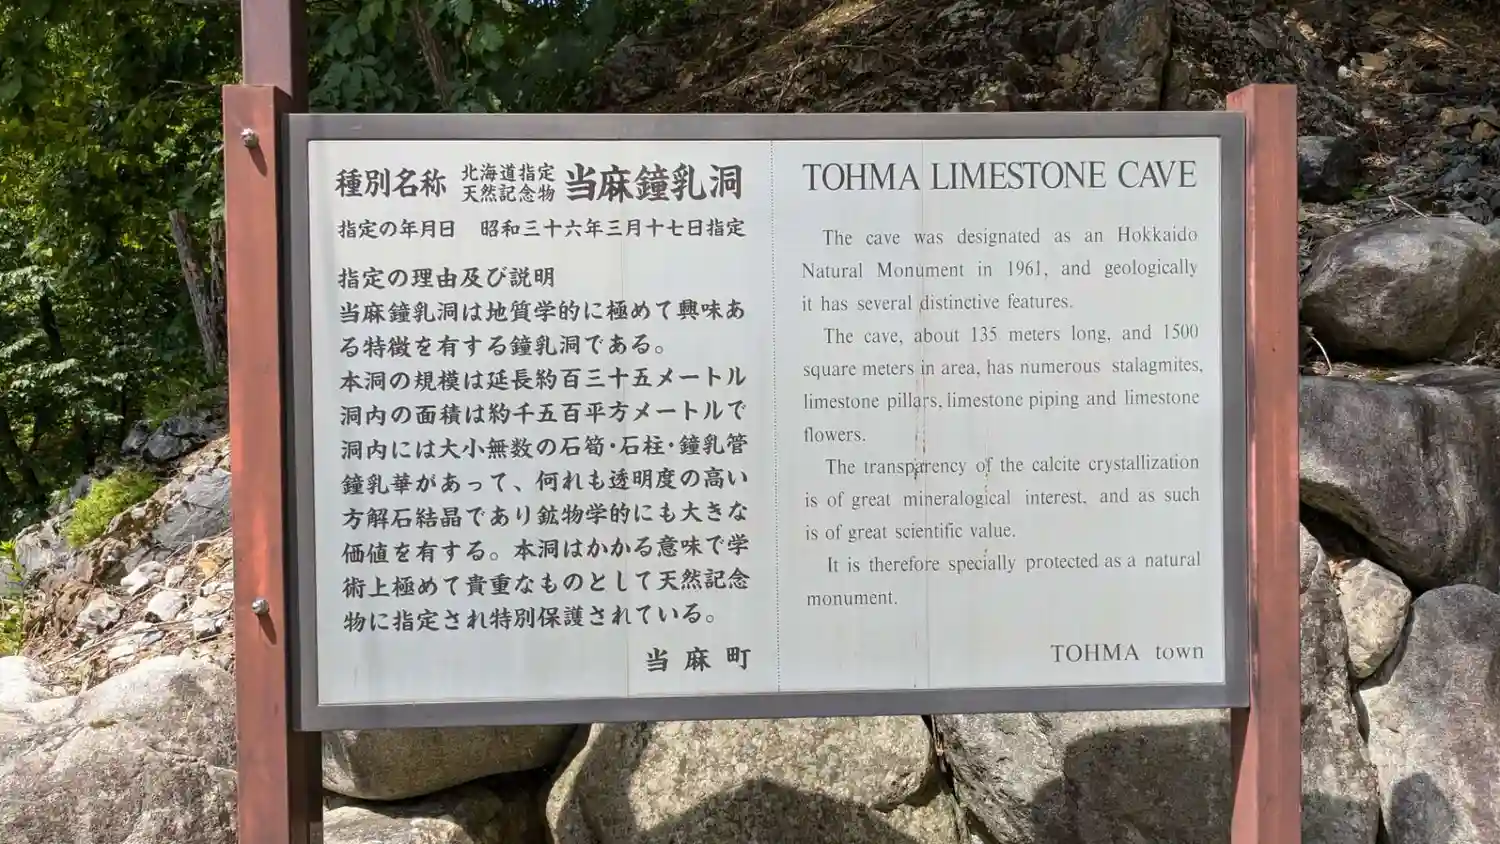 種別名称 北海道指定天然記念物 当麻鐘乳洞
指定の年月日 昭和三十六年三月十七日指定
指定の理由及び説明
当麻鐘乳洞は地質学的に極めて興味あ
る特徴を有する鐘乳洞である。
本洞の規模は延長約百三十五メートル
洞内の面積は約千五百平方メートルで
洞内には大小無数の石筍・石柱・鐘乳管
鐘乳華があって、何れも透明度の高い
方解石結晶であり鉱物学的にも大きな
価値を有する。本洞はかかる意味で学
術上極めて貴重なものとして天然記念
物に指定され特別保護されている。
当麻町
TOHMA LIMESTONE CAVE
The cave was designated as an Hokkaido
Natural Monument in 1961, and geologically
it has several distinctive features.
The cave, about 135 meters long, and 1500
square meters in area, has numerous stalagmites,
limestone pillars, limestone piping and limestone
flowers.
The transparency of the calcite crystallization
is of great mineralogical interest, and as such
is of great scientific value.
It is therefore specially protected as a natural
monument.
TOHMA town